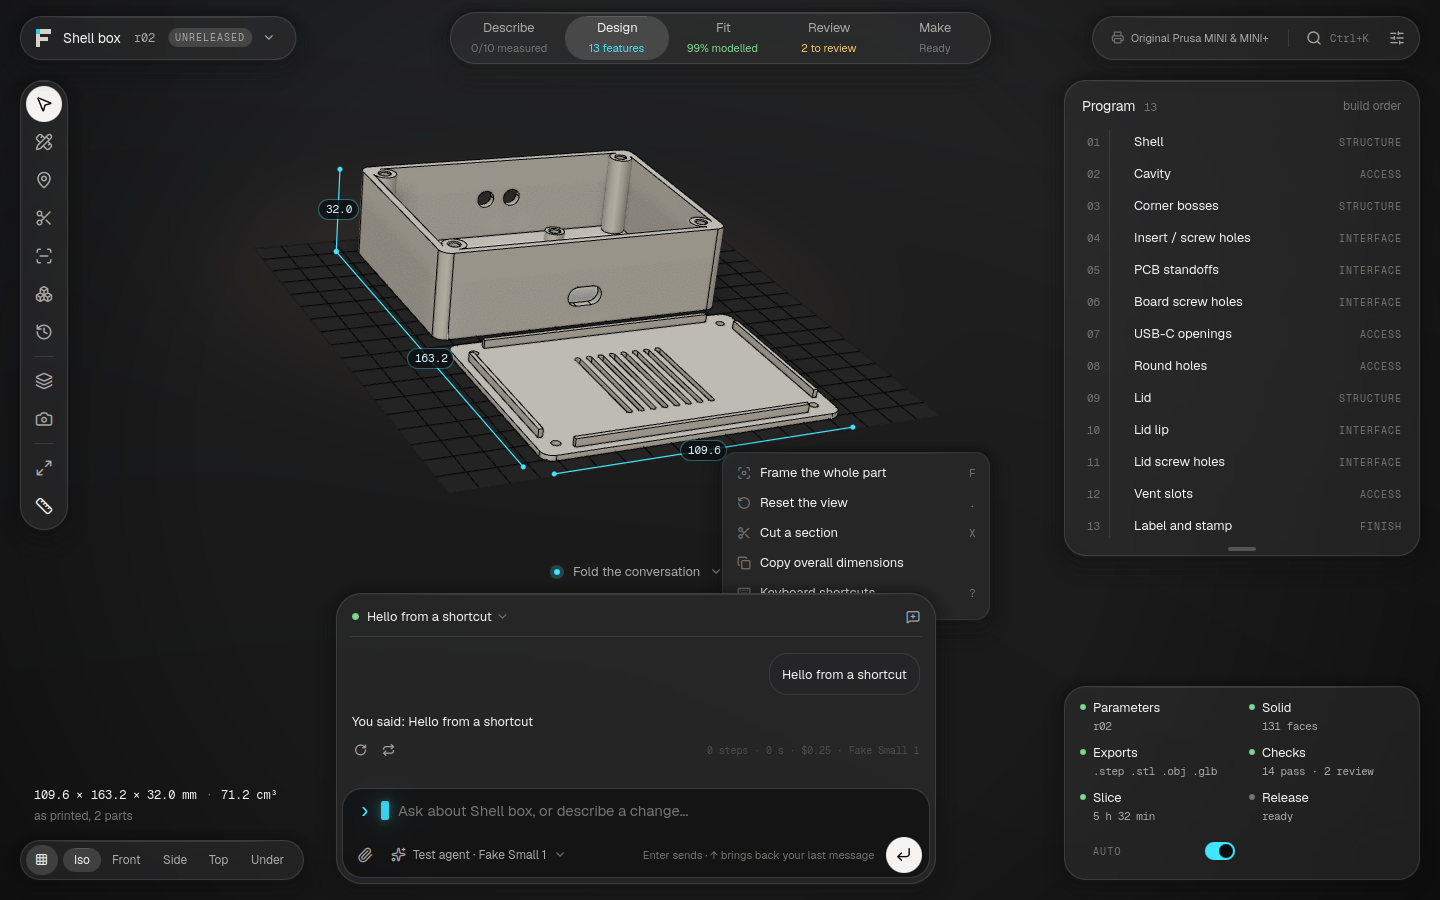 Shell box r02 UNRELEASED
Describe
0/10 measured
Design
13 features
Fit
99% modelled
Review
2 to review
Make
Ready
Original Prusa MINI & MINI+
Ctrl+K
32.0
163.2
109.6
Program 13 build order
01 Shell STRUCTURE
02 Cavity ACCESS
03 Corner bosses STRUCTURE
04 Insert / screw holes INTERFACE
05 PCB standoffs INTERFACE
06 Board screw holes INTERFACE
07 USB-C openings ACCESS
08 Round holes ACCESS
09 Lid STRUCTURE
10 Lid lip INTERFACE
11 Lid screw holes INTERFACE
12 Vent slots ACCESS
13 Label and stamp FINISH
Frame the whole part F
Reset the view .
Cut a section X
Copy overall dimensions
Keyboard shortcuts ?
Fold the conversation
Hello from a shortcut
Hello from a shortcut
You said: Hello from a shortcut
0 steps · 0 s · $0.25 · Fake Small 1
Ask about Shell box, or describe a change...
Test agent · Fake Small 1
Enter sends · ↑ brings back your last message
109.6 × 163.2 × 32.0 mm · 71.2 cm³
as printed, 2 parts
Iso Front Side Top Under
Parameters
r02
Solid
131 faces
Exports
.step .stl .obj .glb
Checks
14 pass · 2 review
Slice
5 h 32 min
Release
ready
AUTO